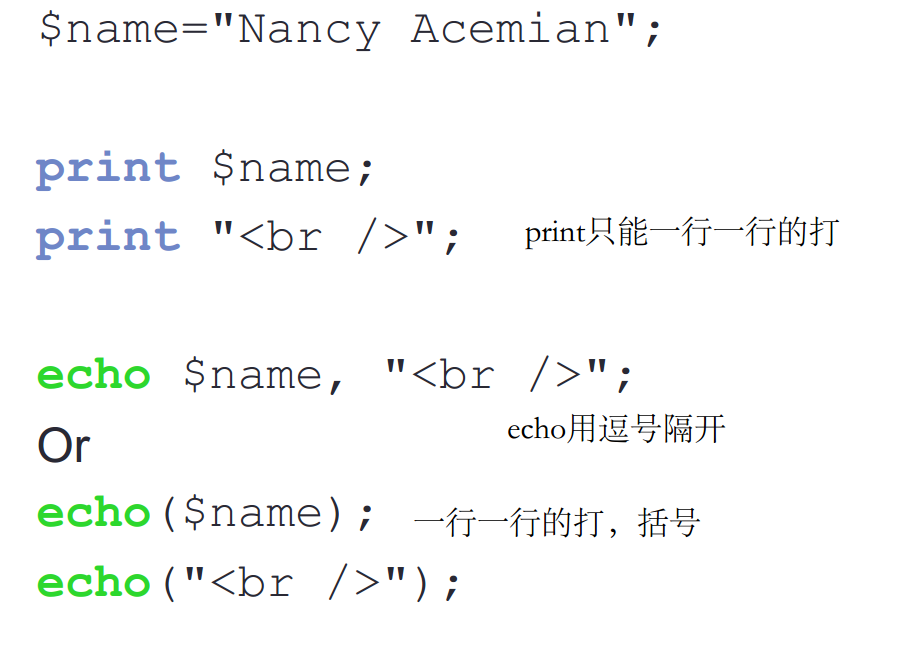 $name="Nancy Acemian";
print $name;
print "<br />";
print只能一行一行的打
echo $name, "<br />";
echo用逗号隔开
Or
echo($name);
一行一行的打，括号
echo("<br />");